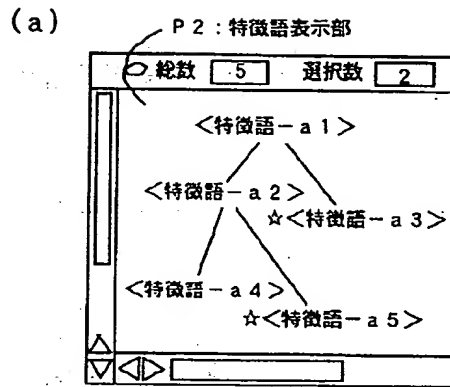 (a)
P2:特徴語表示部
総数 5 選択数 2
<特徴語-a1>
<特徴語-a2>
☆<特徴語-a3>
<特徴語-a4>
☆<特徴語-a5>